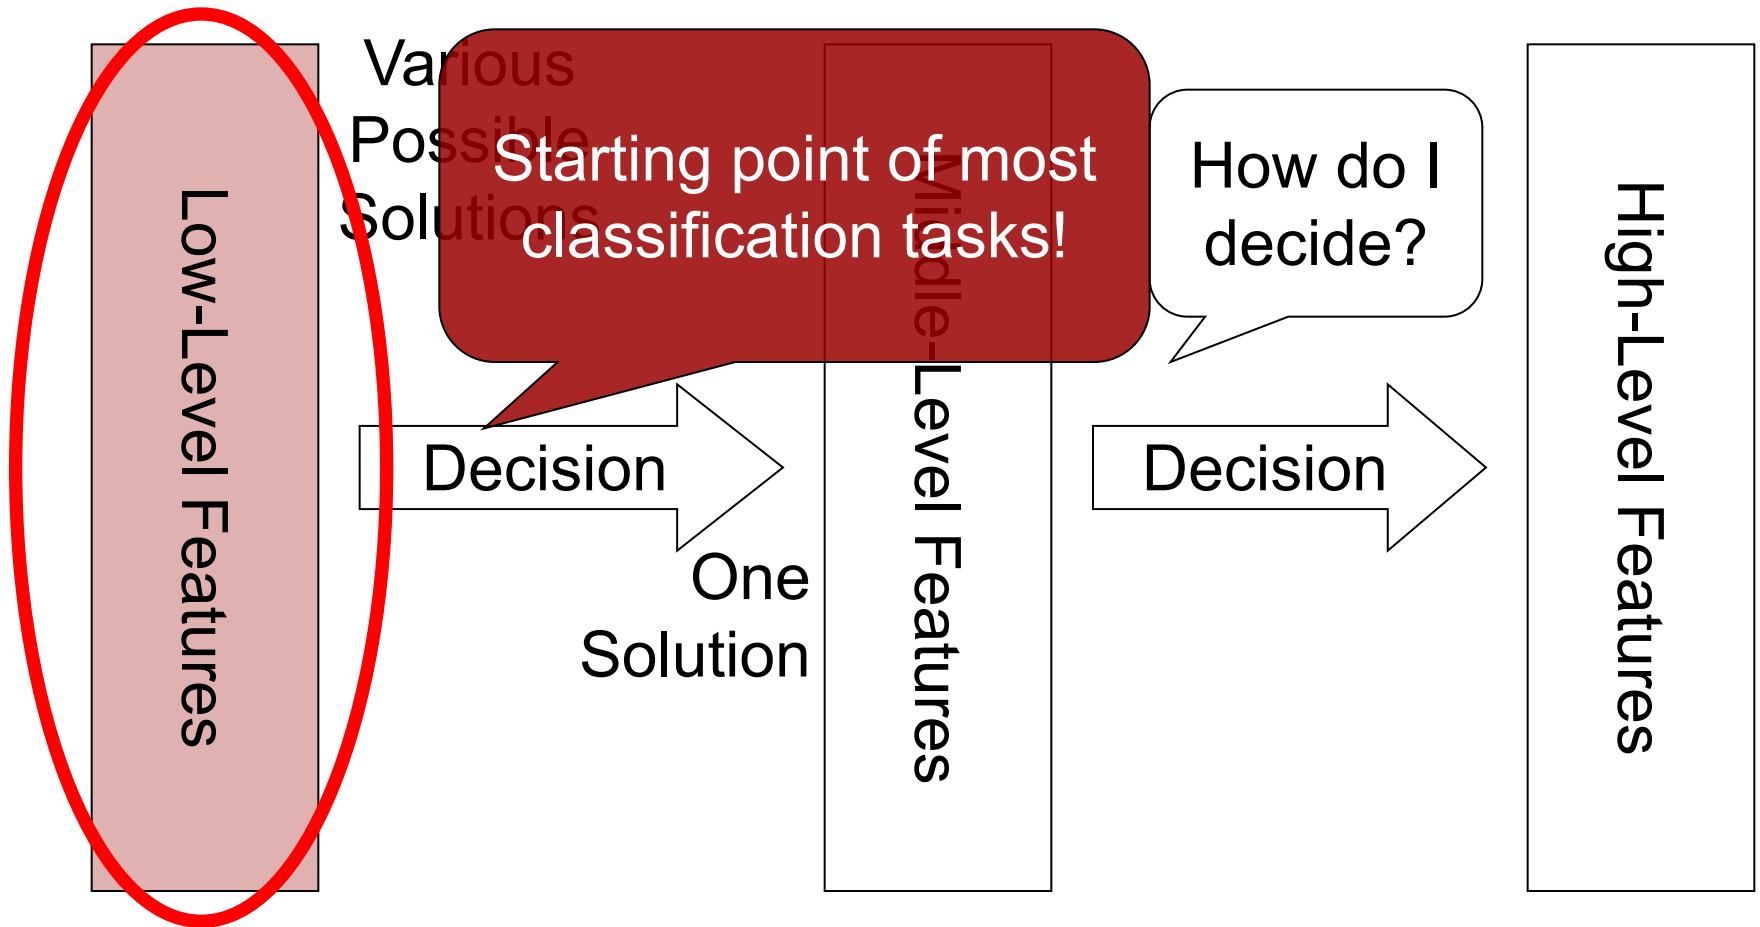 Low-Level Features
Various
Possible
Solutions
Starting point of most
classification tasks!
Decision
One
Solution
Middle-Level Features
How do I
decide?
Decision
High-Level Features